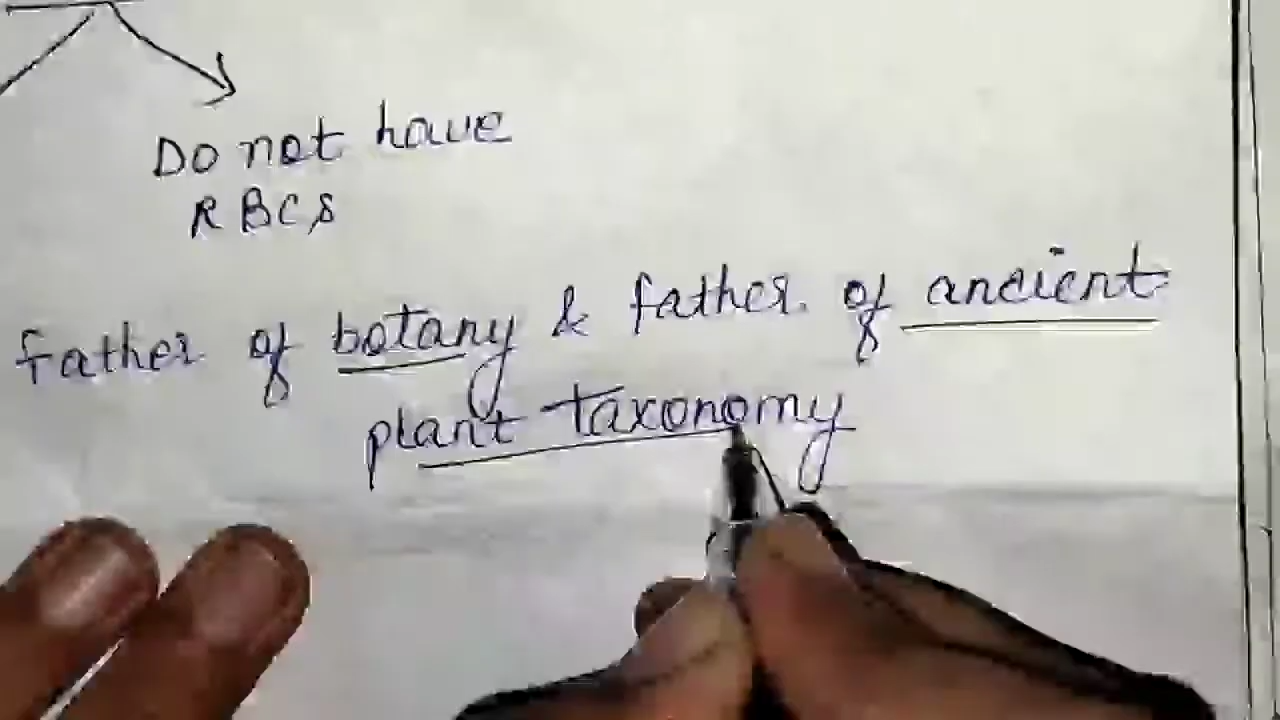 Do not have
RBCs
Father of botany & father of ancient
plant taxonomy